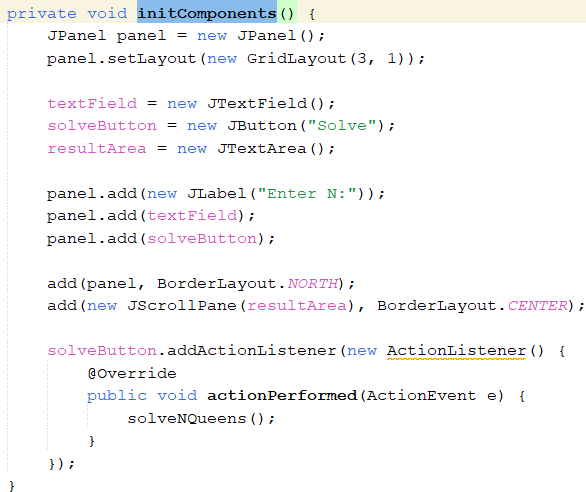 private void initComponents() {
    JPanel panel = new JPanel();
    panel.setLayout(new GridLayout(3, 1));

    textField = new JTextField();
    solveButton = new JButton("Solve");
    resultArea = new JTextArea();

    panel.add(new JLabel("Enter N:"));
    panel.add(textField);
    panel.add(solveButton);

    add(panel, BorderLayout.NORTH);
    add(new JScrollPane(resultArea), BorderLayout.CENTER);

    solveButton.addActionListener(new ActionListener() {
        @Override
        public void actionPerformed(ActionEvent e) {
            solveNQueens();
        }
    });
}